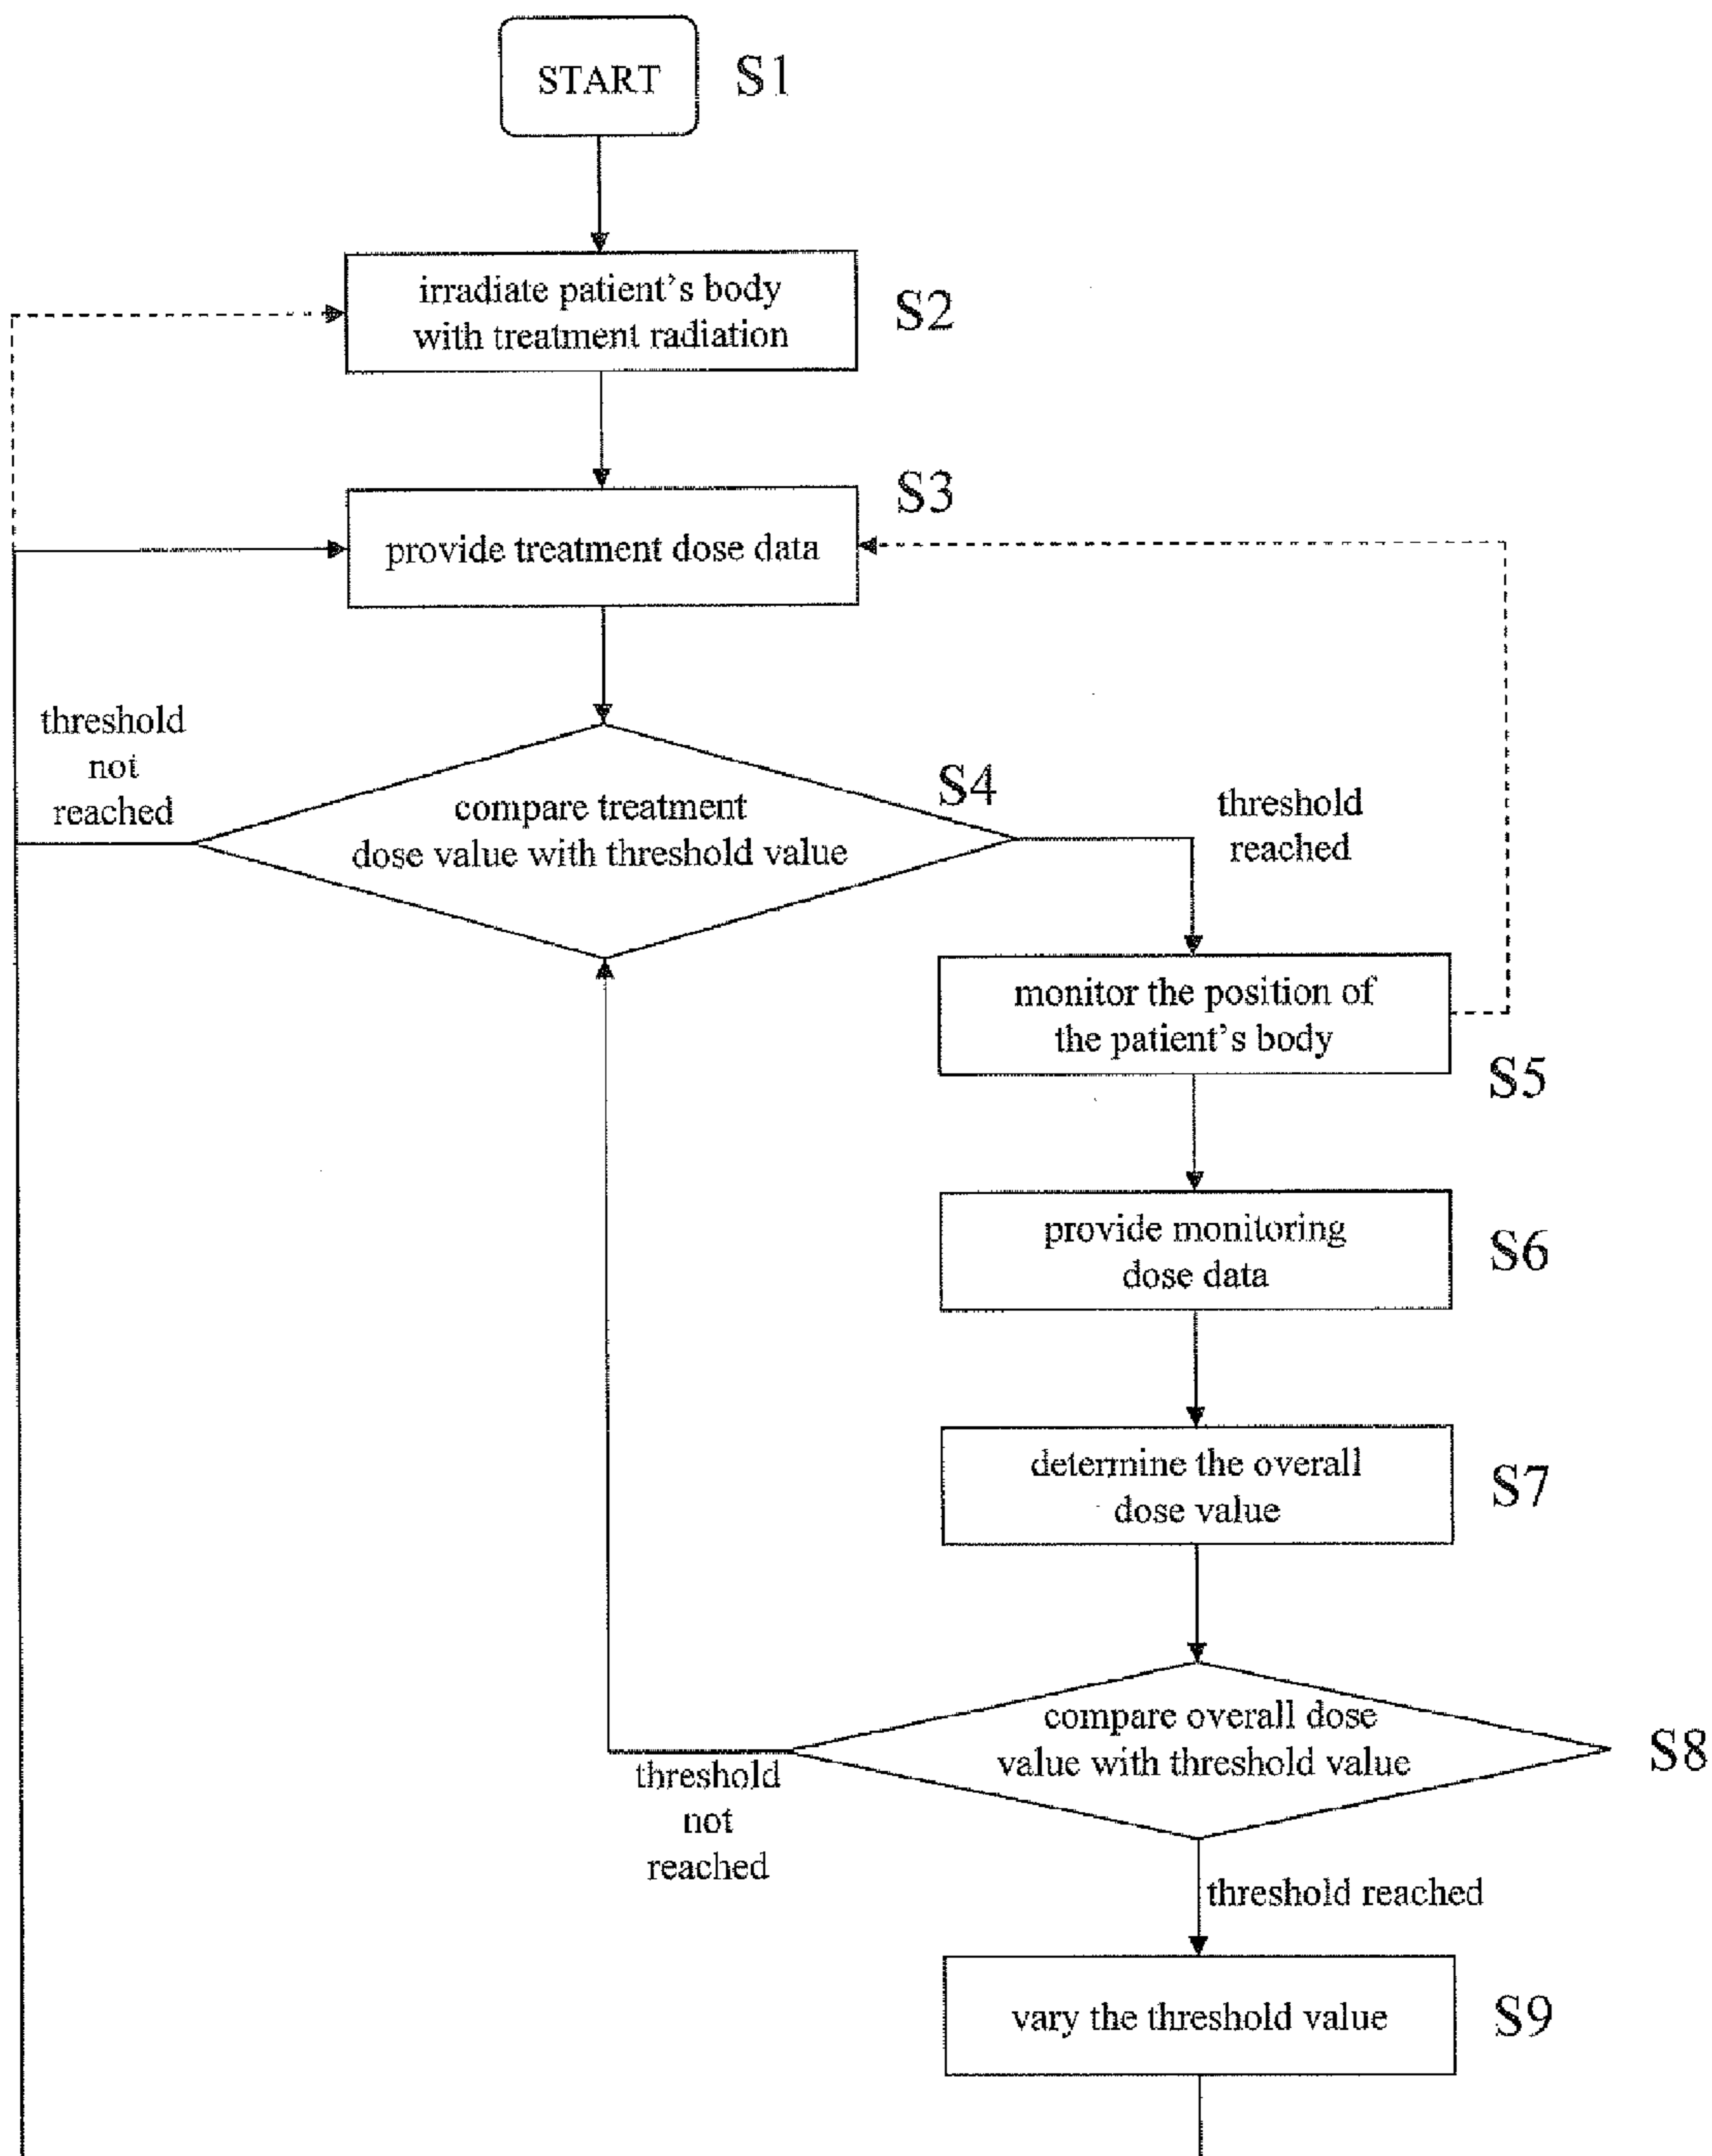 START
S1
irradiate patient's body
with treatment radiation
S2
S3
provide treatment dose data
threshold
not
reached
S4
compare treatment
dose value with threshold value
threshold
reached
monitor the position of
the patient's body
S5
provide monitoring
dose data
S6
determine the overall
dose value
S7
compare overall dose
value with threshold value
S8
threshold
not
reached
threshold reached
vary the threshold value
S9